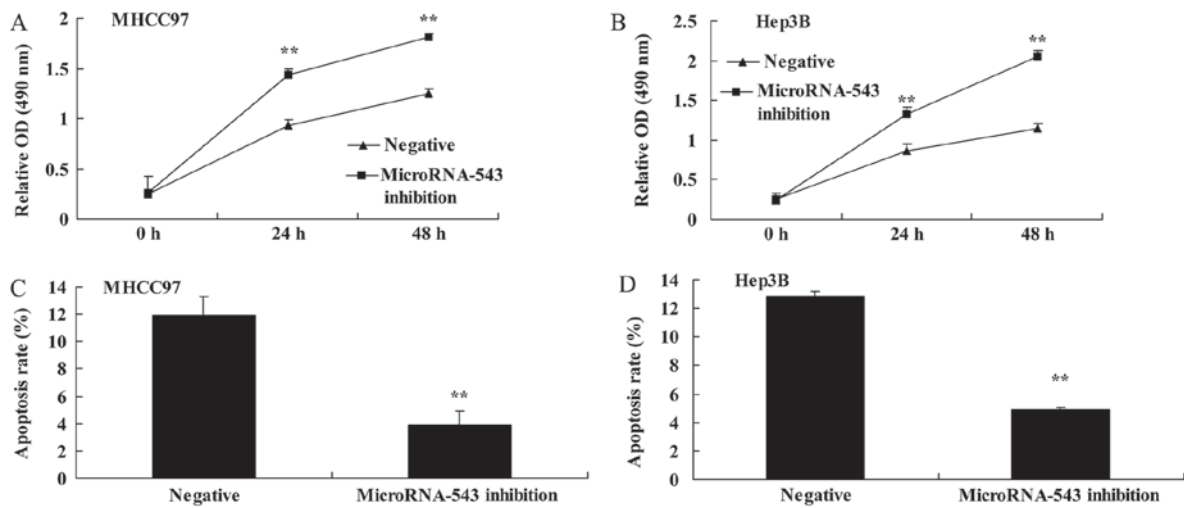 A
MHCC97
Relative OD (490 nm)
2
1.5
1
0.5
0
**
**
Negative
MicroRNA-543
inhibition
0 h
24 h
48 h
B
Hep3B
Relative OD (490 nm)
2.5
2
1.5
1
0.5
0
Negative
MicroRNA-543
inhibition
**
**
0 h
24 h
48 h
C
MHCC97
Apoptosis rate (%)
14
12
10
8
6
4
2
0
**
Negative
MicroRNA-543 inhibition
D
Hep3B
Apoptosis rate (%)
14
12
10
8
6
4
2
0
**
Negative
MicroRNA-543 inhibition